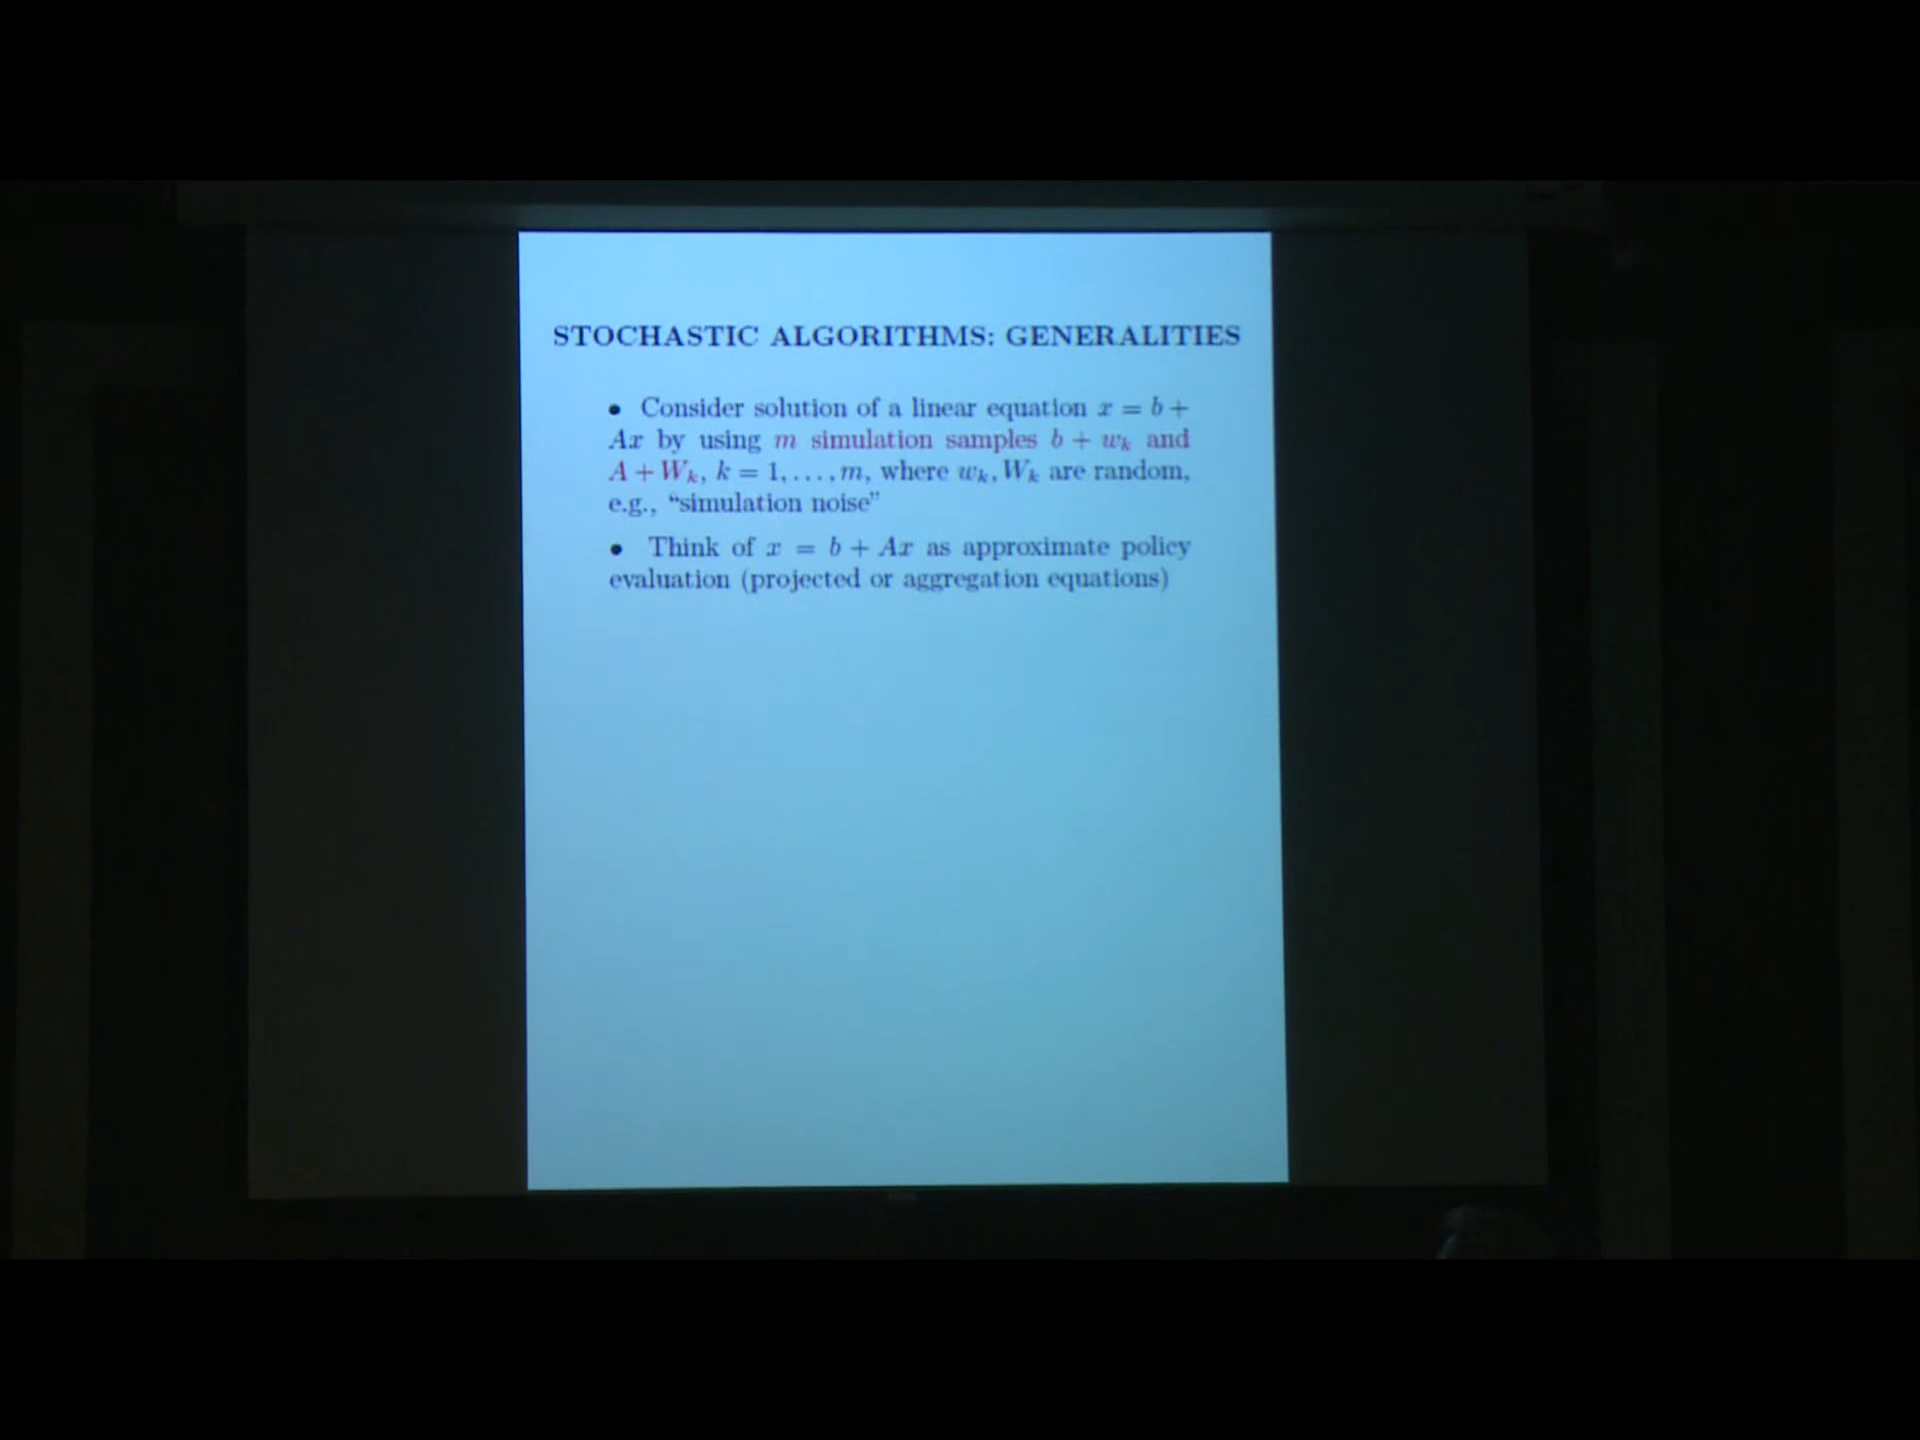 STOCHASTIC ALGORITHMS: GENERALITIES
• Consider solution of a linear equation x = b +
Ax by using m simulation samples b + wₖ and
A + Wₖ, k = 1, . . . , m, where wₖ, Wₖ are random,
e.g., “simulation noise”
• Think of x = b + Ax as approximate policy
evaluation (projected or aggregation equations)